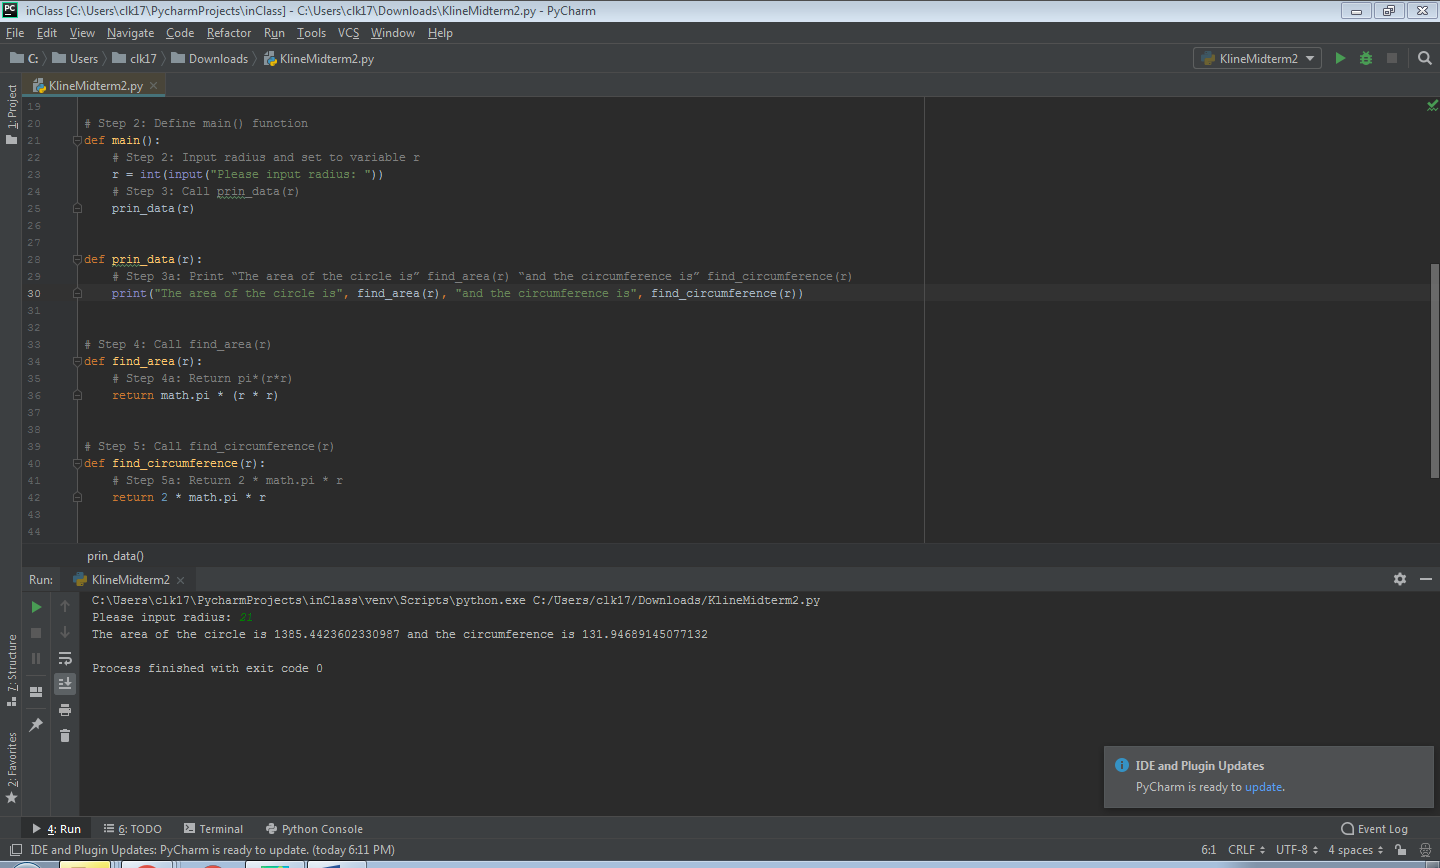 PC inClass [C:\Users\clk17\PycharmProjects\inClass] - C:\Users\clk17\Downloads\KlineMidterm2.py - PyCharm
File Edit View Navigate Code Refactor Run Tools VCS Window Help
C: Users clk17 Downloads KlineMidterm2.py KlineMidterm2
1: Project
KlineMidterm2.py
19
20 # Step 2: Define main() function
21 def main():
22 # Step 2: Input radius and set to variable r
23 r = int(input("Please input radius: "))
24 # Step 3: Call prin_data(r)
25 prin_data(r)
26
27
28 def prin_data(r):
29 # Step 3a: Print “The area of the circle is” find_area(r) “and the circumference is” find_circumference(r)
30 print("The area of the circle is", find_area(r), "and the circumference is", find_circumference(r))
31
32
33 # Step 4: Call find_area(r)
34 def find_area(r):
35 # Step 4a: Return pi*(r*r)
36 return math.pi * (r * r)
37
38
39 # Step 5: Call find_circumference(r)
40 def find_circumference(r):
41 # Step 5a: Return 2 * math.pi * r
42 return 2 * math.pi * r
43
44
prin_data()
Run: KlineMidterm2
C:\Users\clk17\PycharmProjects\inClass\venv\Scripts\python.exe C:/Users/clk17/Downloads/KlineMidterm2.py
Please input radius: 21
The area of the circle is 1385.4423602330987 and the circumference is 131.94689145077132
Process finished with exit code 0
7: Structure
2: Favorites
IDE and Plugin Updates
PyCharm is ready to update.
4: Run 6: TODO Terminal Python Console Event Log
IDE and Plugin Updates: PyCharm is ready to update. (today 6:11 PM) 6:1 CRLF UTF-8 4 spaces